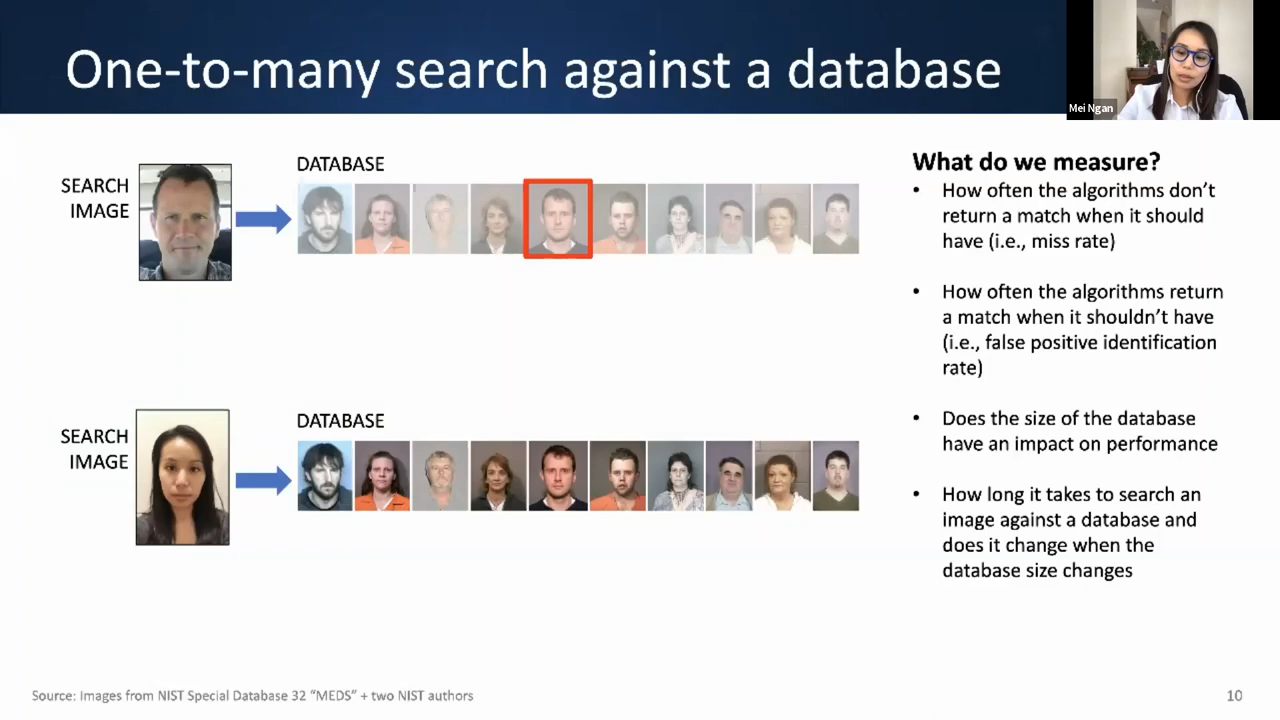 One-to-many search against a database
Mei Ngan
SEARCH
IMAGE
DATABASE
SEARCH
IMAGE
DATABASE
What do we measure?
• How often the algorithms don’t
return a match when it should
have (i.e., miss rate)
• How often the algorithms return
a match when it shouldn’t have
(i.e., false positive identification
rate)
• Does the size of the database
have an impact on performance
• How long it takes to search an
image against a database and
does it change when the
database size changes
Source: Images from NIST Special Database 32 “MEDS” + two NIST authors
10